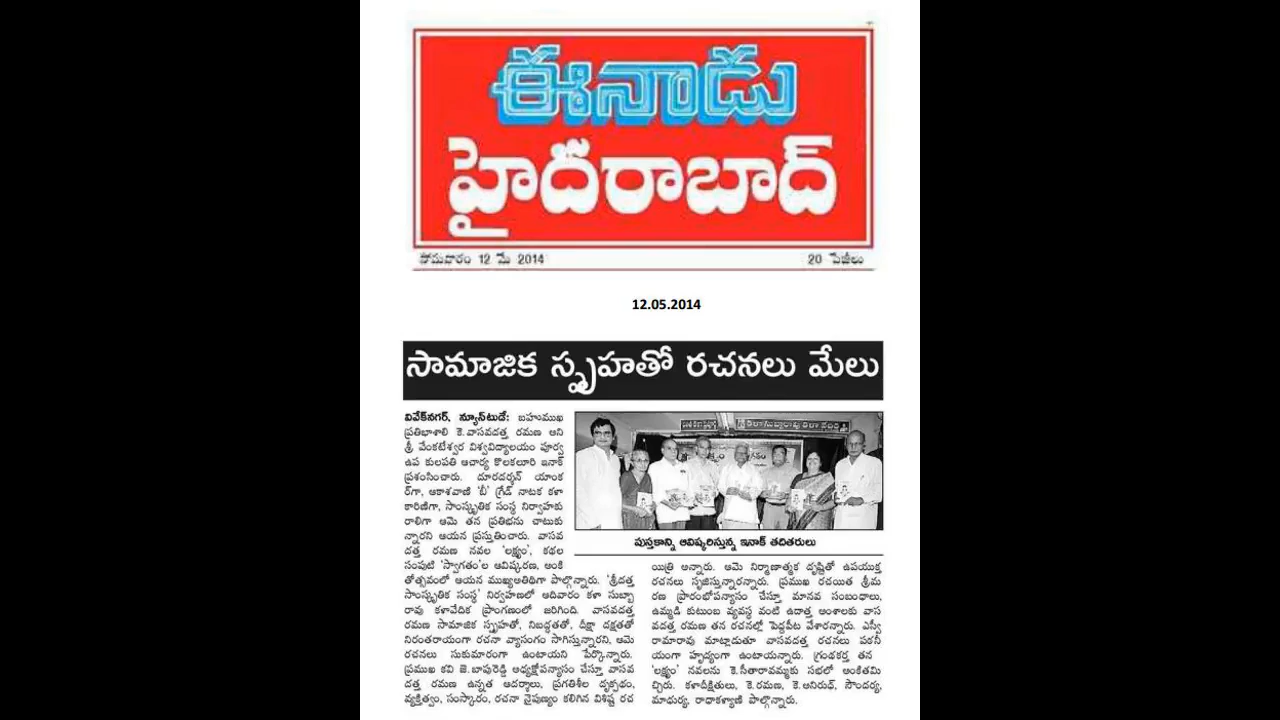 ఈనాడు
హైదరాబాద్
సోమవారం 12 మే 2014
20 పేజీలు
12.05.2014
సామాజిక స్పృహతో రచనలు మేలు
వివేక్‌నగర్, న్యూస్‌టుడే: బహుముఖ
ప్రతిభాశాలి కె.వాసవదత్త రమణ అని
శ్రీ వేంకటేశ్వర విశ్వవిద్యాలయం పూర్వ
ఉప కులపతి ఆచార్య కొలకలూరి ఇనాక్
ప్రశంసించారు. దూరదర్శన్ యాంక
ర్‌గా, ఆకాశవాణి 'బి' గ్రేడ్ నాటక కళా
కారిణిగా, సాంస్కృతిక సంస్థ నిర్వాహకు
రాలిగా ఆమె తన ప్రతిభను చాటుకు
న్నారని ఆయన ప్రస్తుతించారు. వాసవ
దత్త రమణ నవల 'లక్ష్యం', కథల
సంపుటి 'స్వాగతం'ల ఆవిష్కరణ, అంకి
తోత్సవంలో ఆయన ముఖ్యఅతిథిగా పాల్గొన్నారు. 'శ్రీదత్త
సాంస్కృతిక సంస్థ' నిర్వహణలో ఆదివారం కళా సుబ్బా
రావు కళావేదిక ప్రాంగణంలో జరిగింది. వాసవదత్త
రమణ సామాజిక స్పృహతో, నిబద్ధతతో, దీక్షా దక్షతతో
నిరంతరాయంగా రచనా వ్యాసంగం సాగిస్తున్నారని, ఆమె
రచనలు సుకుమారంగా ఉంటాయని పేర్కొన్నారు.
ప్రముఖ కవి జె.బాపురెడ్డి అధ్యక్షోపన్యాసం చేస్తూ వాసవ
దత్త రమణ ఉన్నత ఆదర్శాలు, ప్రగతిశీల దృక్పథం,
వ్యక్తిత్వం, సంస్కారం, రచనా నైపుణ్యం కలిగిన విశిష్ట రచ
పుస్తకాన్ని ఆవిష్కరిస్తున్న ఇనాక్ తదితరులు
యిత్రి అన్నారు. ఆమె నిర్మాణాత్మక దృష్టితో ఉపయుక్త
రచనలు సృజిస్తున్నారన్నారు. ప్రముఖ రచయిత శ్రీమ
రణ ప్రారంభోపన్యాసం చేస్తూ మానవ సంబంధాలు,
ఉమ్మడి కుటుంబ వ్యవస్థ వంటి ఉదాత్త అంశాలకు వాస
వదత్త రమణ తన రచనల్లో పెద్దపీట వేశారన్నారు. ఎస్వీ
రామారావు మాట్లాడుతూ వాసవదత్త రచనలు పఠనీ
యంగా హృద్యంగా ఉంటాయన్నారు. గ్రంథకర్త తన
'లక్ష్యం' నవలను కె.సీతారావమ్మకు సభలో అంకితమి
చ్చిరు. కళాదీక్షితులు, కె.రమణ, కె.అనిరుధ్, సౌందర్య,
మాధుర్య, రాధాకళ్యాణి పాల్గొన్నారు.